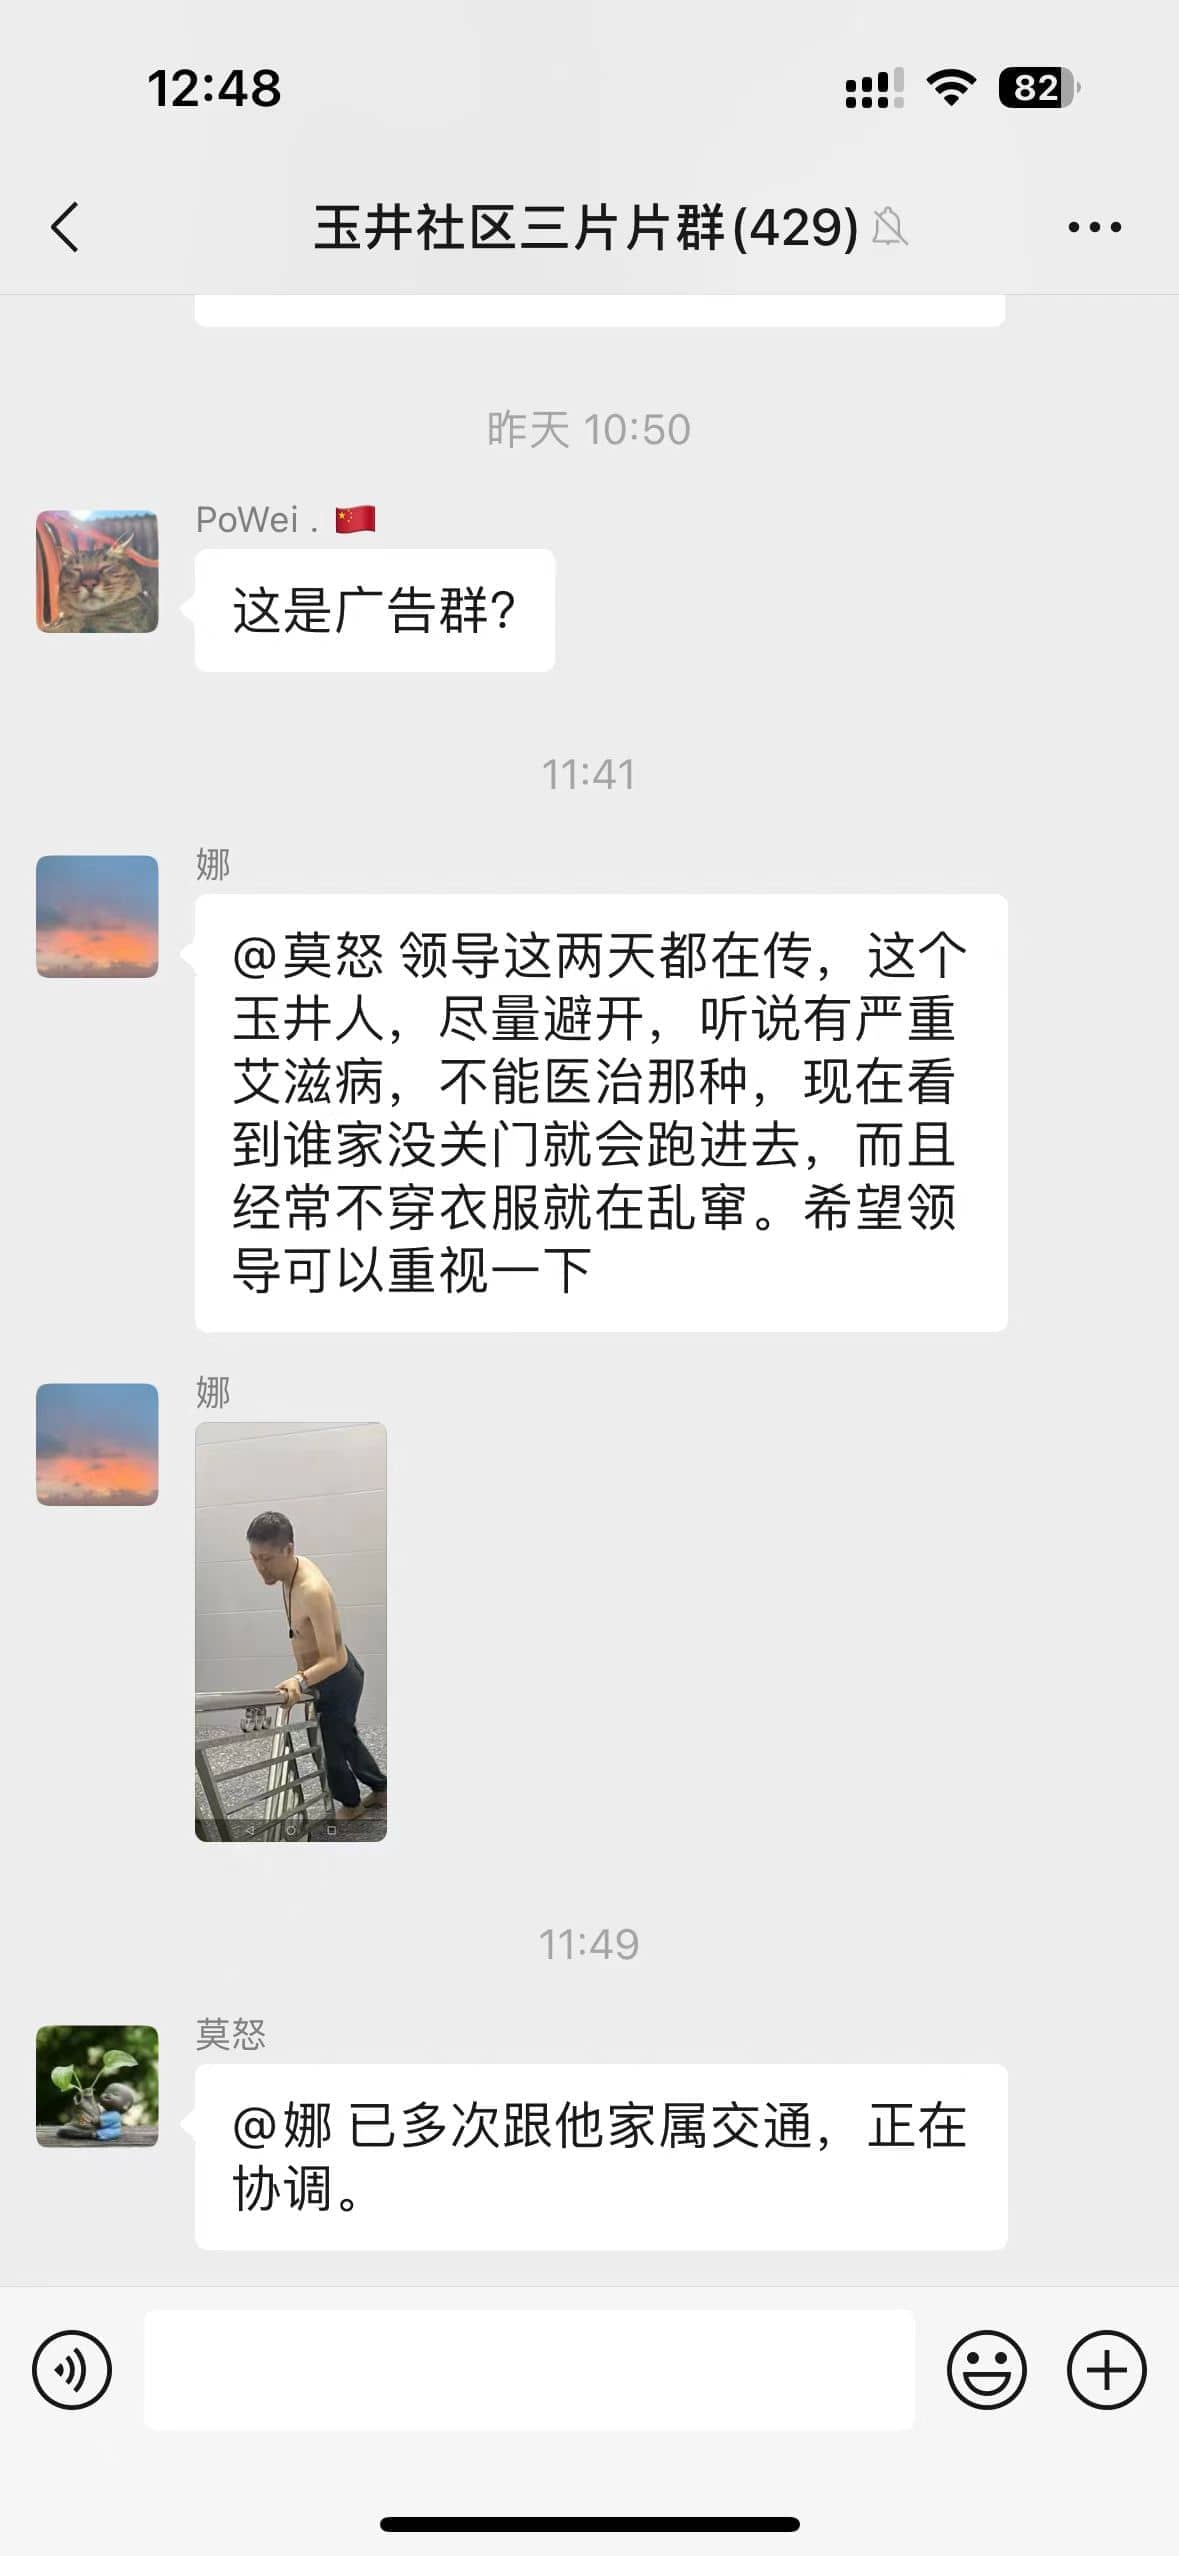 12:48
82
玉井社区三片片群(429)
昨天 10:50
PoWei . 🇨🇳
这是广告群?
11:41
娜
@莫怒 领导这两天都在传，这个
玉井人，尽量避开，听说有严重
艾滋病，不能医治那种，现在看
到谁家没关门就会跑进去，而且
经常不穿衣服就在乱窜。希望领
导可以重视一下
娜
11:49
莫怒
@娜 已多次跟他家属交通，正在
协调。